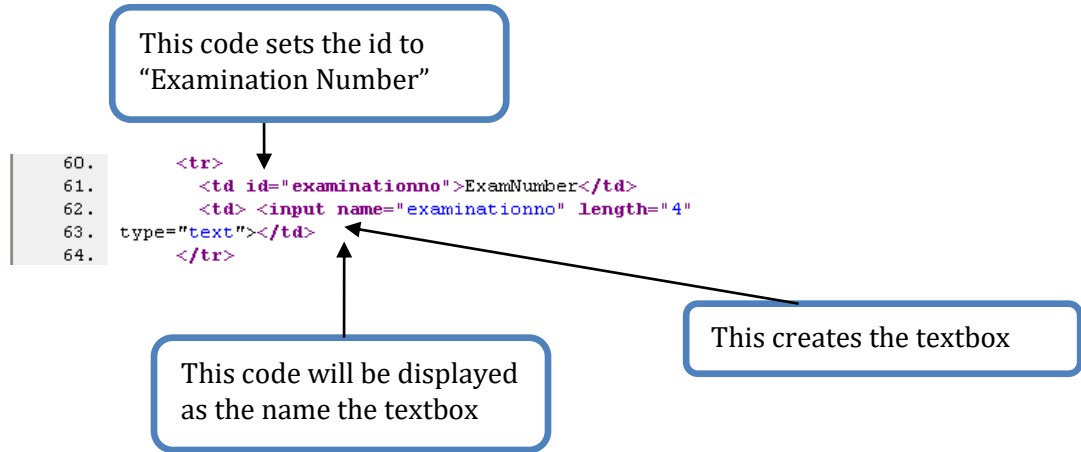 This code sets the id to
“Examination Number”
60. <tr>
61. <td id="examinationno">ExamNumber</td>
62. <td> <input name="examinationno" length="4"
63. type="text"></td>
64. </tr>
This creates the textbox
This code will be displayed
as the name the textbox